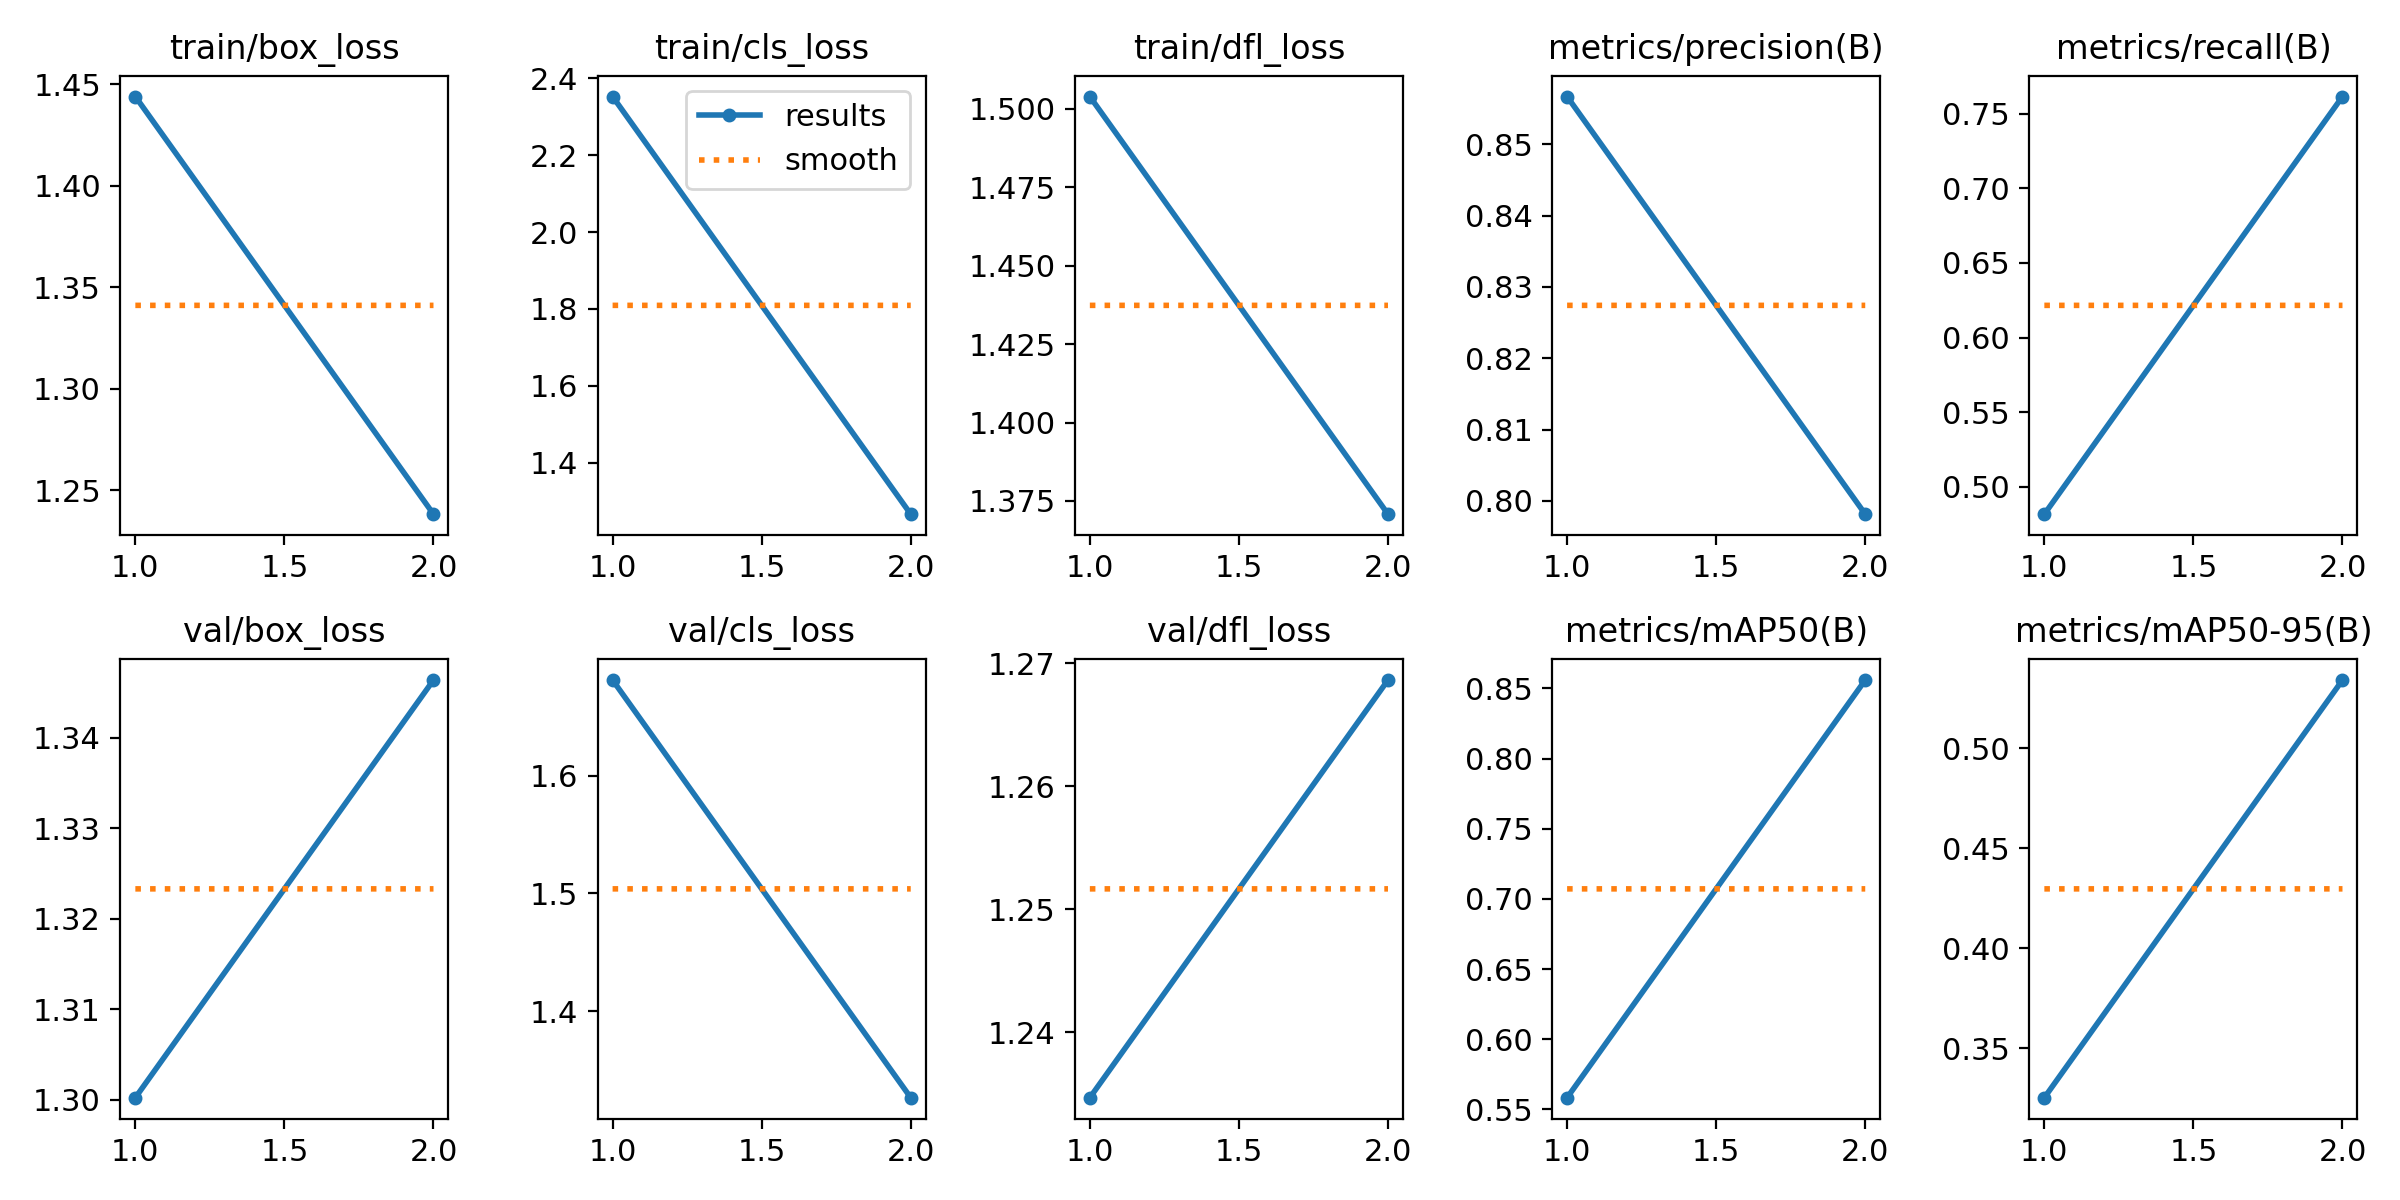 train/box_loss
1.45
1.40
1.35
1.30
1.25
1.0 1.5 2.0
train/cls_loss
results
smooth
2.4
2.2
2.0
1.8
1.6
1.4
1.0 1.5 2.0
train/dfl_loss
1.500
1.475
1.450
1.425
1.400
1.375
1.0 1.5 2.0
metrics/precision(B)
0.85
0.84
0.83
0.82
0.81
0.80
1.0 1.5 2.0
metrics/recall(B)
0.75
0.70
0.65
0.60
0.55
0.50
1.0 1.5 2.0
val/box_loss
1.34
1.33
1.32
1.31
1.30
1.0 1.5 2.0
val/cls_loss
1.6
1.5
1.4
1.0 1.5 2.0
val/dfl_loss
1.27
1.26
1.25
1.24
1.0 1.5 2.0
metrics/mAP50(B)
0.85
0.80
0.75
0.70
0.65
0.60
0.55
1.0 1.5 2.0
metrics/mAP50-95(B)
0.50
0.45
0.40
0.35
1.0 1.5 2.0